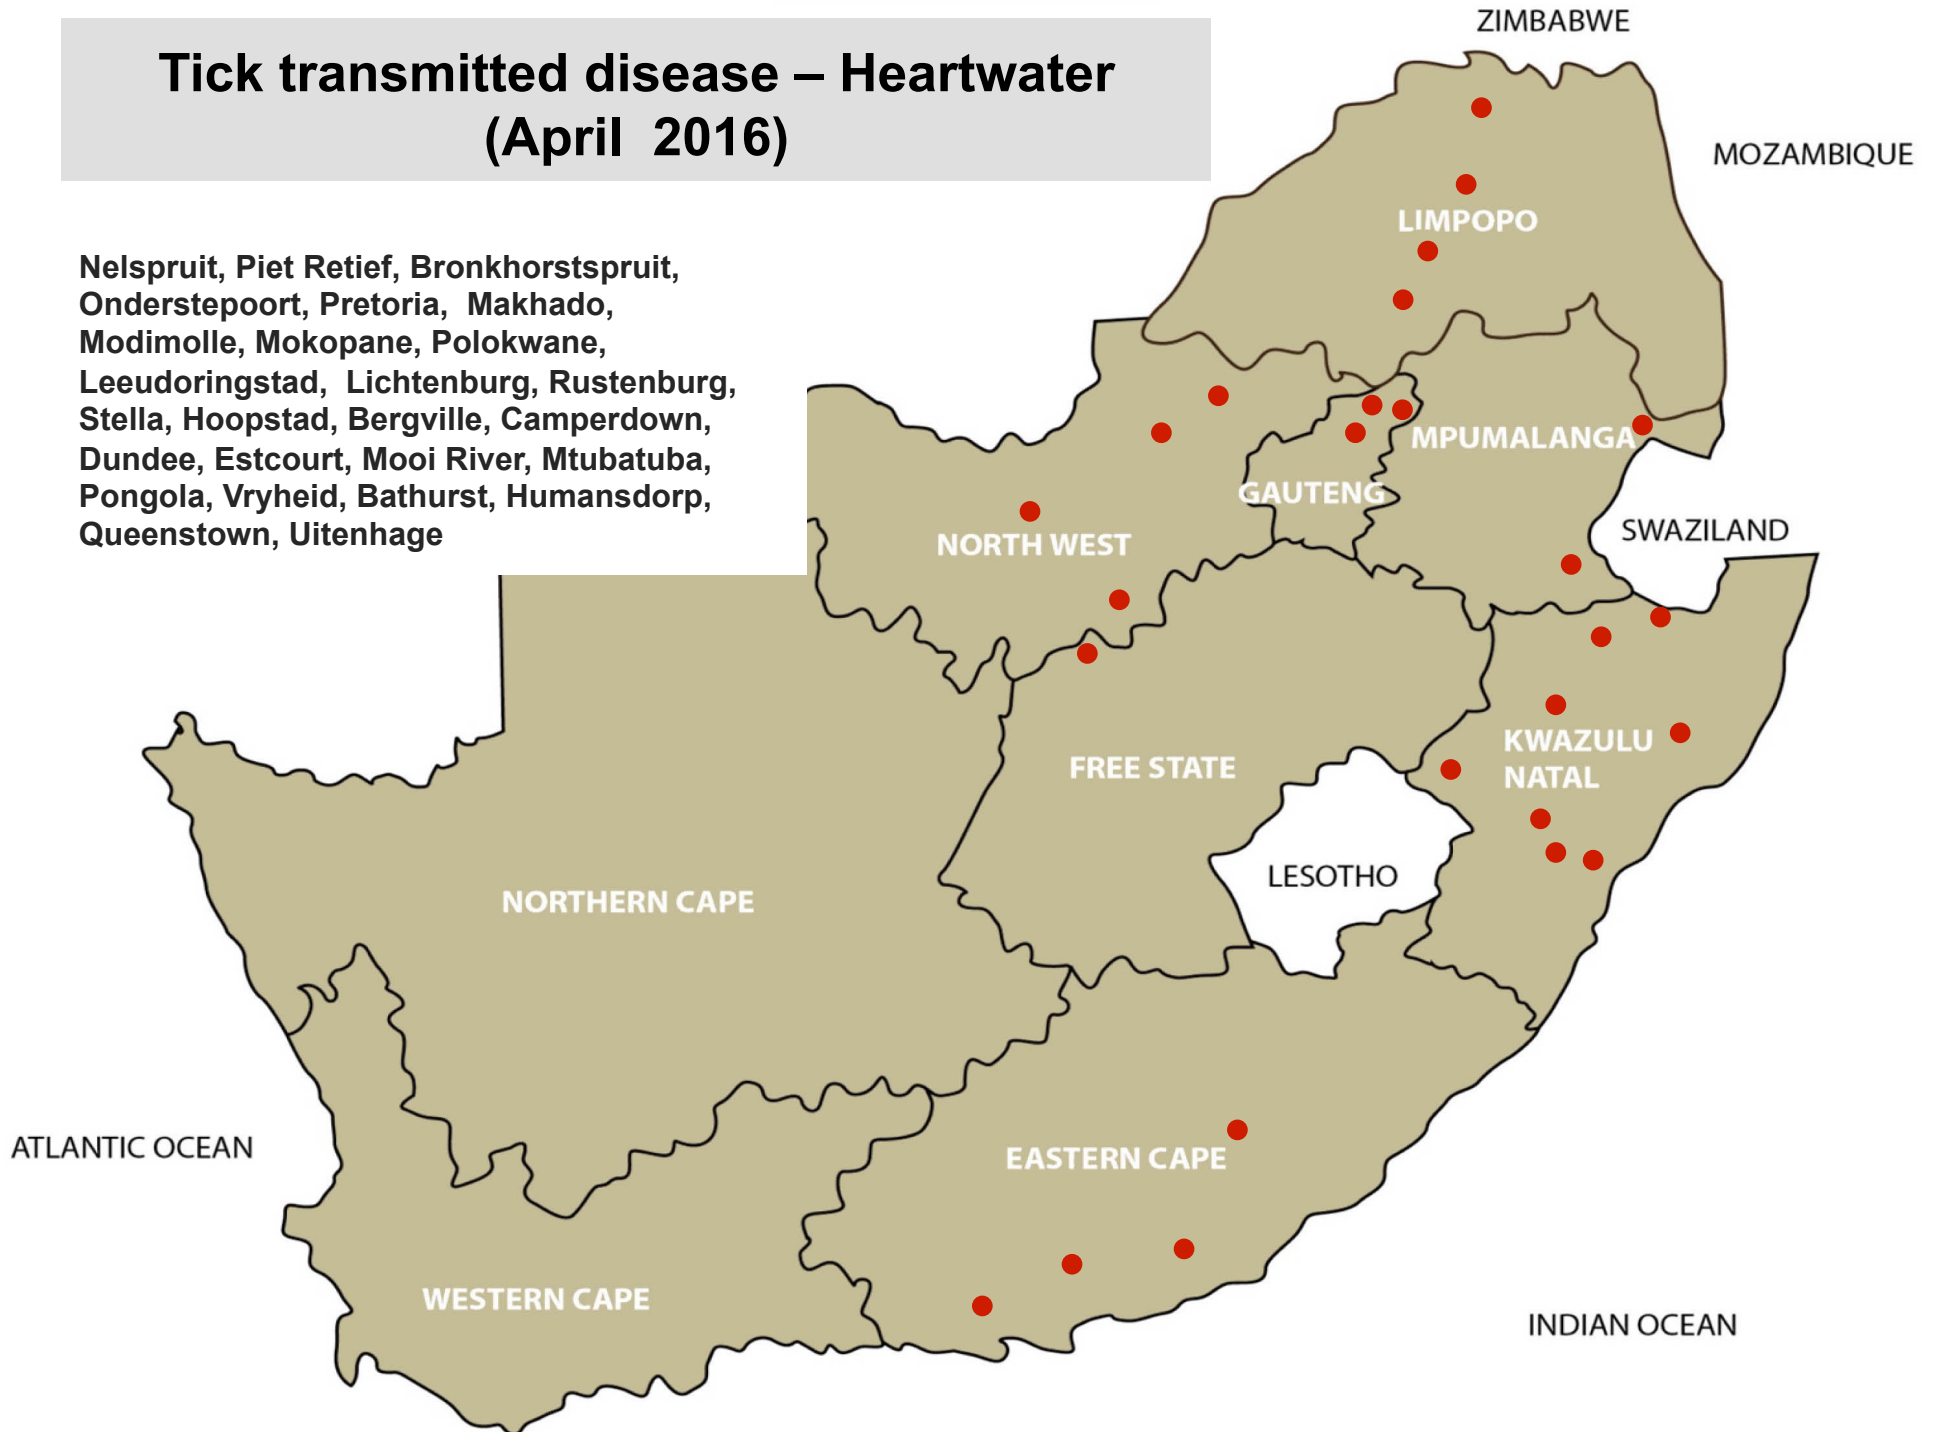 Tick transmitted disease – Heartwater
(April 2016)
Nelspruit, Piet Retief, Bronkhorstspruit,
Onderstepoort, Pretoria, Makhado,
Modimolle, Mokopane, Polokwane,
Leeudoringstad, Lichtenburg, Rustenburg,
Stella, Hoopstad, Bergville, Camperdown,
Dundee, Estcourt, Mooi River, Mtubatuba,
Pongola, Vryheid, Bathurst, Humansdorp,
Queenstown, Uitenhage
ZIMBABWE
MOZAMBIQUE
LIMPOPO
MPUMALANGA
GAUTENG
NORTH WEST
SWAZILAND
KWAZULU
NATAL
FREE STATE
LESOTHO
NORTHERN CAPE
ATLANTIC OCEAN
EASTERN CAPE
WESTERN CAPE
INDIAN OCEAN